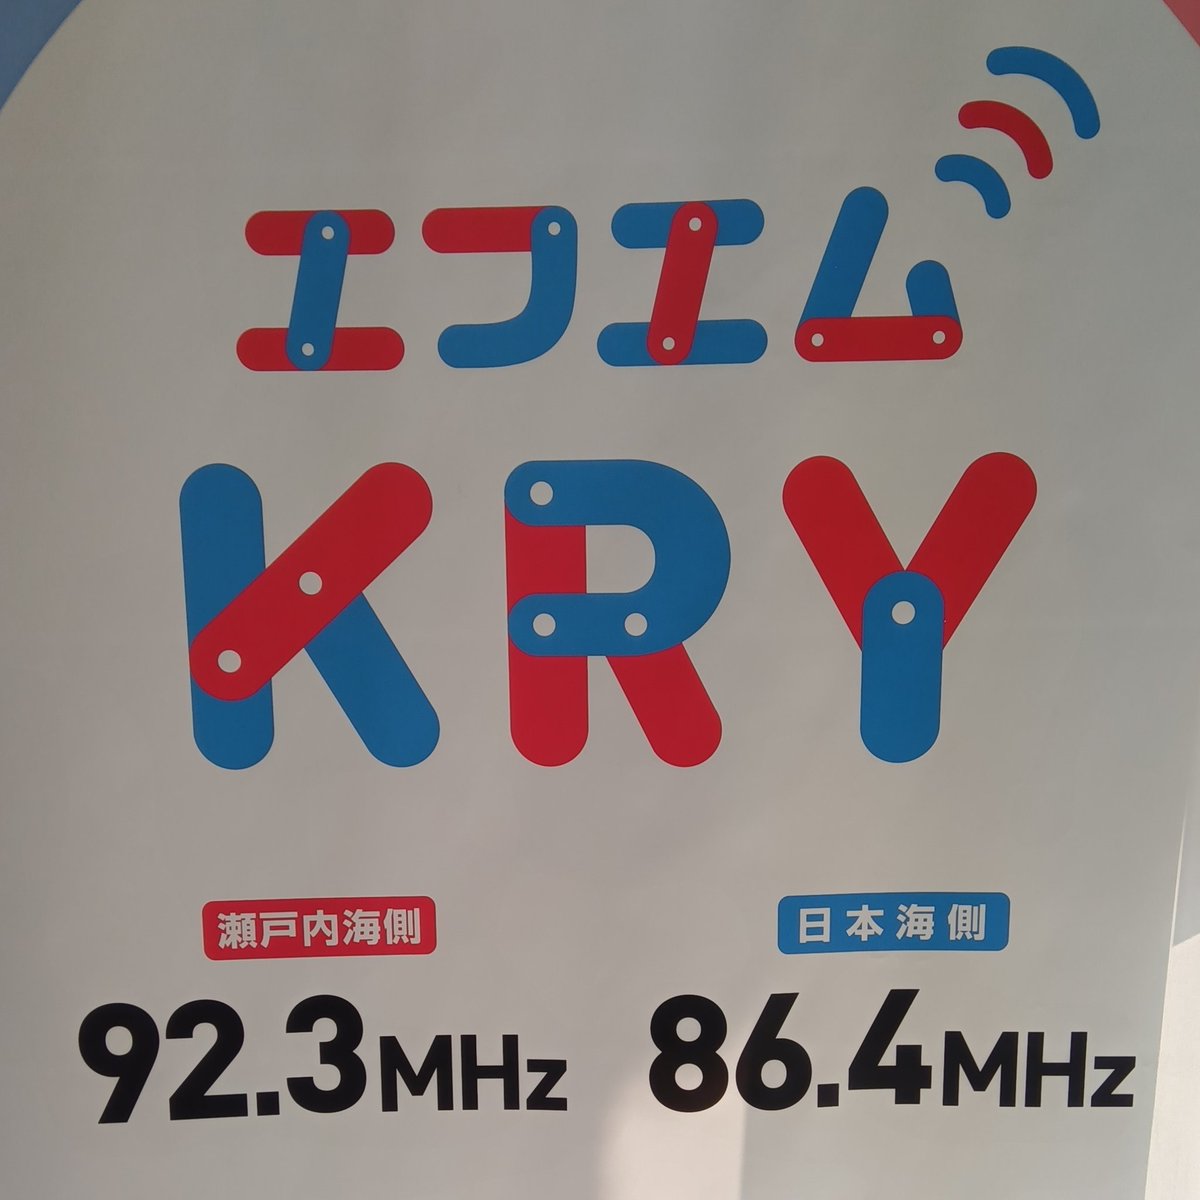 エフエム
KRY
瀬戸内海側
92.3MHz
日本海側
86.4MHz